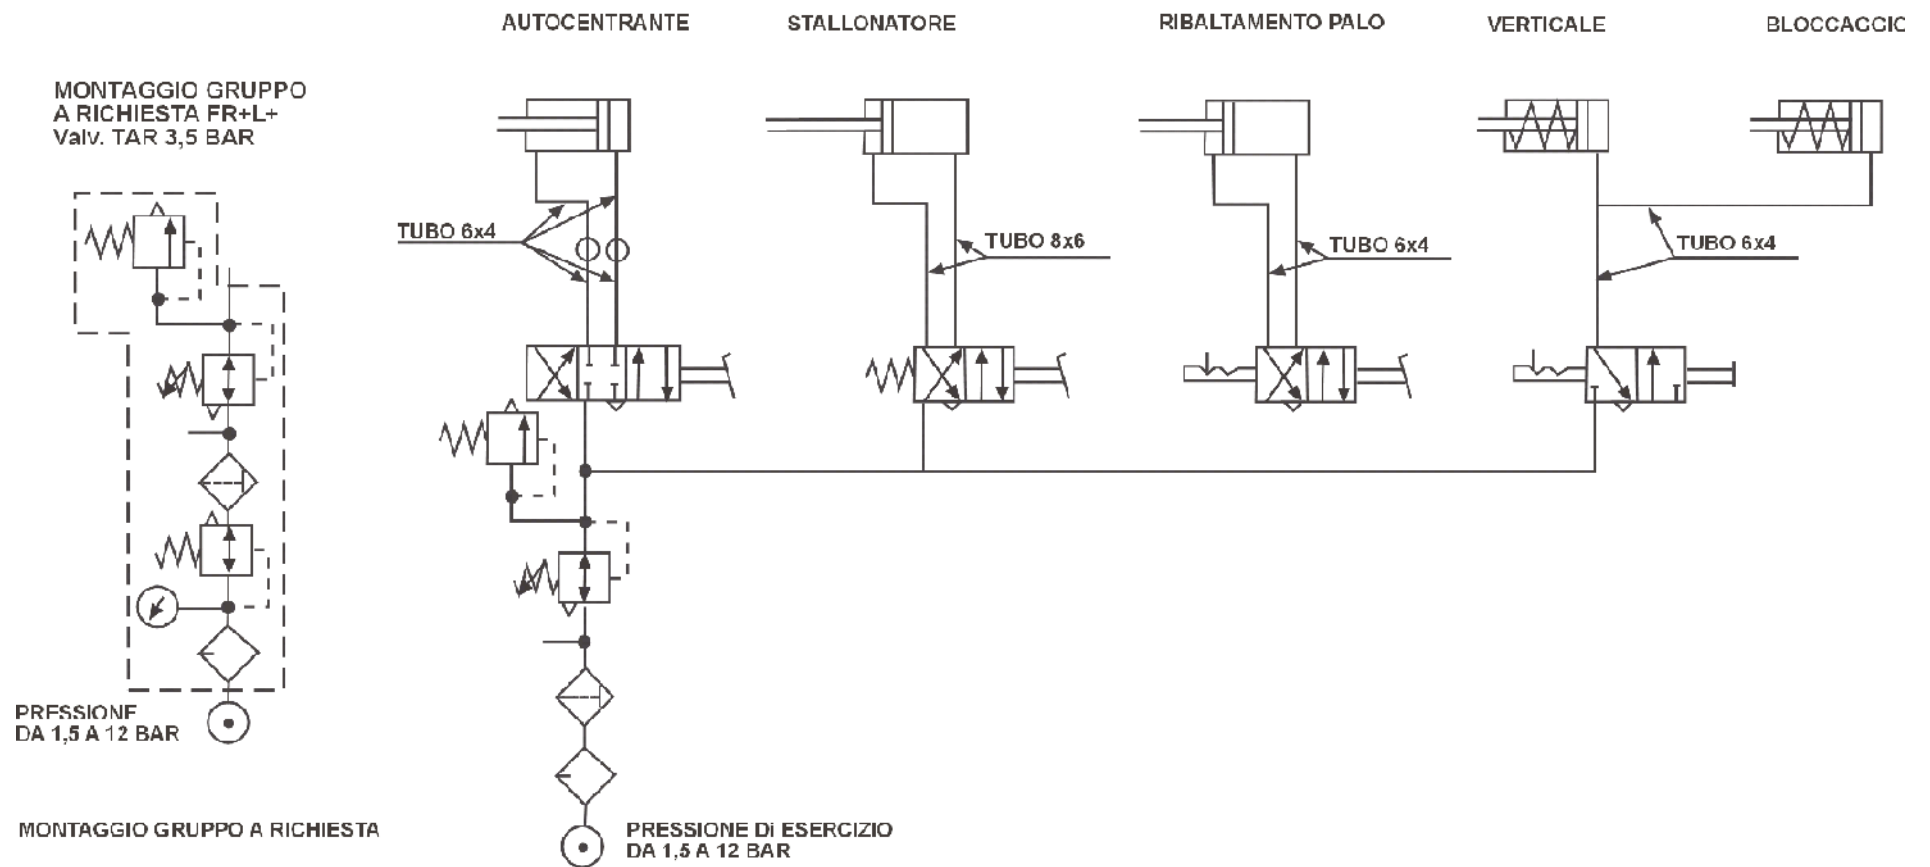 AUTOCENTRANTE
STALLONATORE
RIBALTAMENTO PALO
VERTICALE
BLOCCAGGIO
MONTAGGIO GRUPPO
A RICHIESTA FR+L+
Valv. TAR 3,5 BAR
TUBO 6x4
TUBO 8x6
TUBO 6x4
TUBO 6x4
PRESSIONE
DA 1,5 A 12 BAR
MONTAGGIO GRUPPO A RICHIESTA
PRESSIONE Di ESERCIZIO
DA 1,5 A 12 BAR